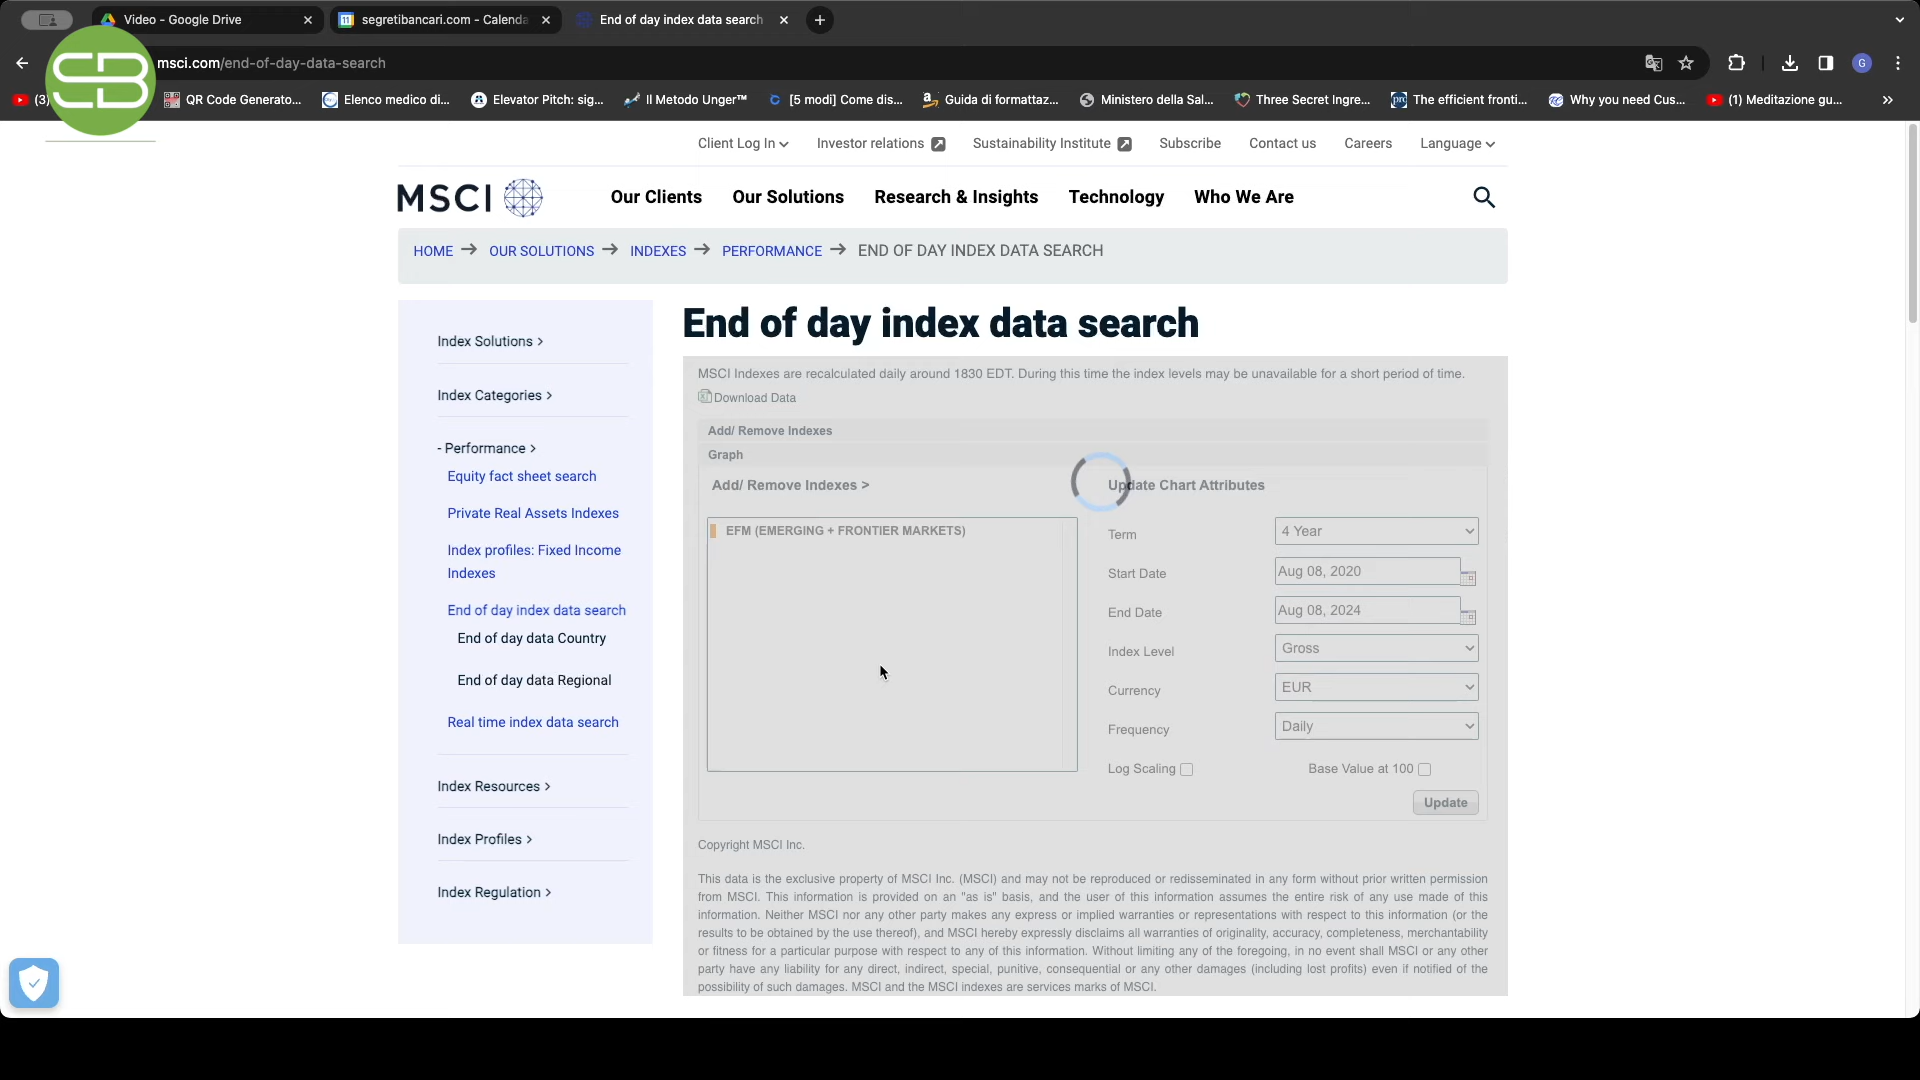 Video - Google Drive
segretibancari.com - Calenda
End of day index data search
msci.com/end-of-day-data-search
G
(3)
QR Code Generato...
Elenco medico di...
Elevator Pitch: sig...
Il Metodo Unger™
[5 modi] Come dis...
Guida di formattaz...
Ministero della Sal...
Three Secret Ingre...
The efficient fronti...
Why you need Cus...
(1) Meditazione gu...
SB
Client Log In
Investor relations
Sustainability Institute
Subscribe
Contact us
Careers
Language
MSCI
Our Clients
Our Solutions
Research & Insights
Technology
Who We Are
HOME
OUR SOLUTIONS
INDEXES
PERFORMANCE
END OF DAY INDEX DATA SEARCH
Index Solutions >
Index Categories >
- Performance >
Equity fact sheet search
Private Real Assets Indexes
Index profiles: Fixed Income
Indexes
End of day index data search
End of day data Country
End of day data Regional
Real time index data search
Index Resources >
Index Profiles >
Index Regulation >
End of day index data search
MSCI Indexes are recalculated daily around 1830 EDT. During this time the index levels may be unavailable for a short period of time.
Download Data
Add/ Remove Indexes
Graph
Add/ Remove Indexes >
EFM (EMERGING + FRONTIER MARKETS)
Update Chart Attributes
Term
4 Year
Start Date
Aug 08, 2020
End Date
Aug 08, 2024
Index Level
Gross
Currency
EUR
Frequency
Daily
Log Scaling
Base Value at 100
Update
Copyright MSCI Inc.
This data is the exclusive property of MSCI Inc. (MSCI) and may not be reproduced or redisseminated in any form without prior written permission
from MSCI. This information is provided on an "as is" basis, and the user of this information assumes the entire risk of any use made of this
information. Neither MSCI nor any other party makes any express or implied warranties or representations with respect to this information (or the
results to be obtained by the use thereof), and MSCI hereby expressly disclaims all warranties of originality, accuracy, completeness, merchantability
or fitness for a particular purpose with respect to any of this information. Without limiting any of the foregoing, in no event shall MSCI or any other
party have any liability for any direct, indirect, special, punitive, consequential or any other damages (including lost profits) even if notified of the
possibility of such damages. MSCI and the MSCI indexes are services marks of MSCI.